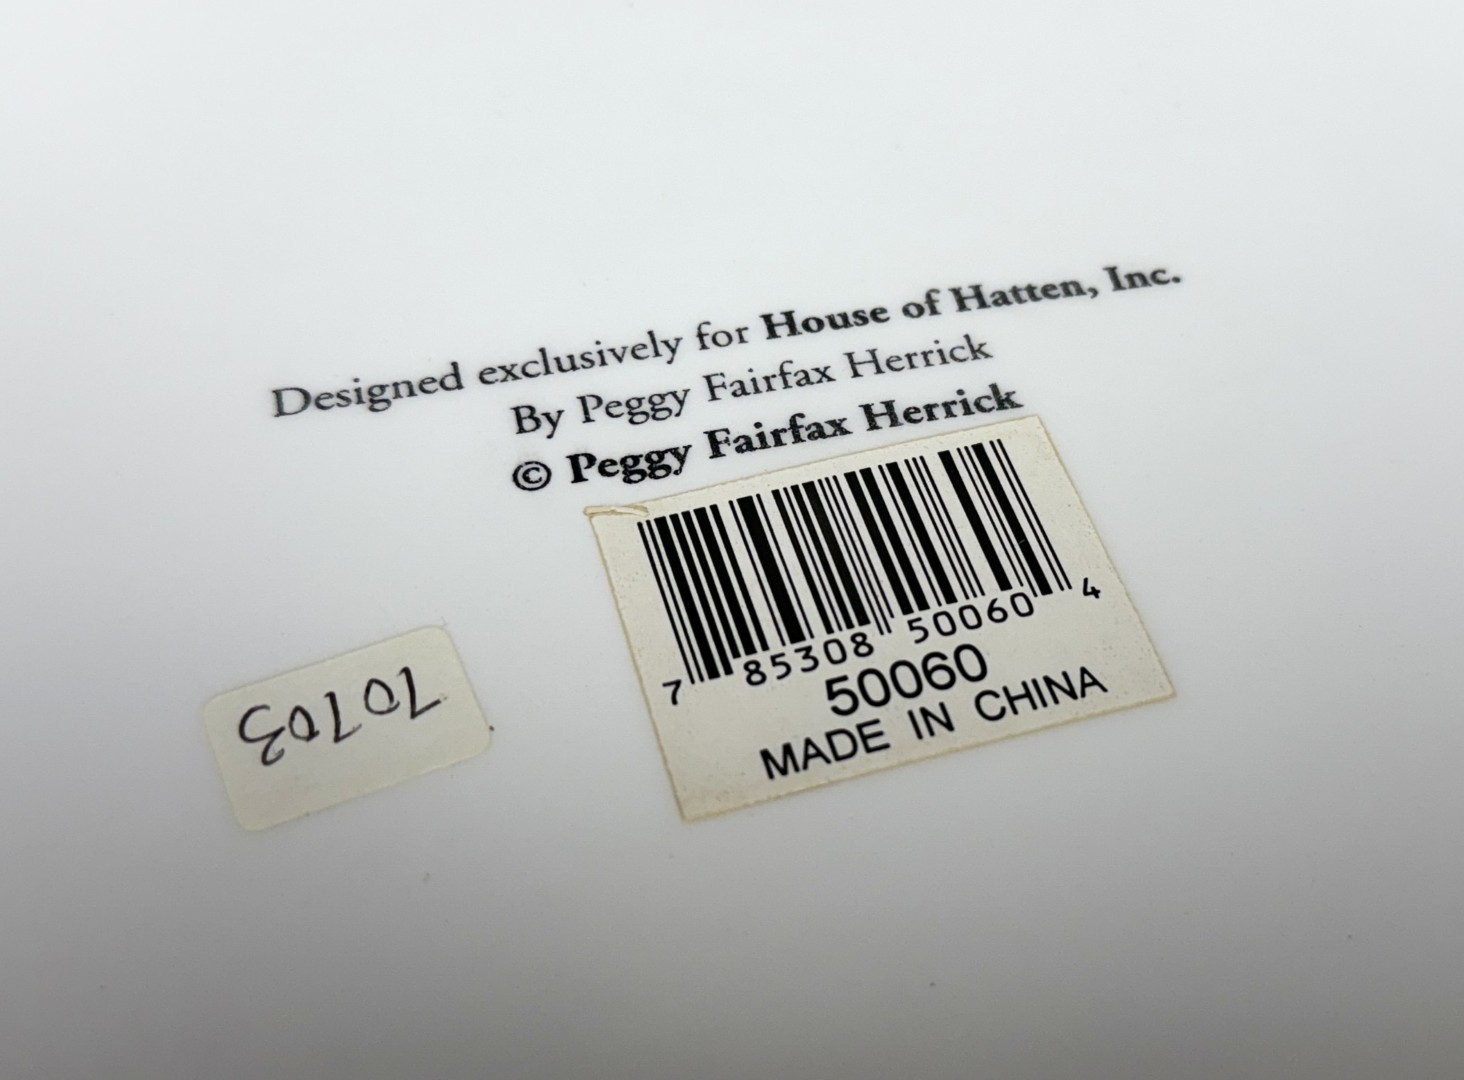 Designed exclusively for House of Hatten, Inc.
By Peggy Fairfax Herrick
© Peggy Fairfax Herrick
7 85308 50060 4
50060
MADE IN CHINA
70703